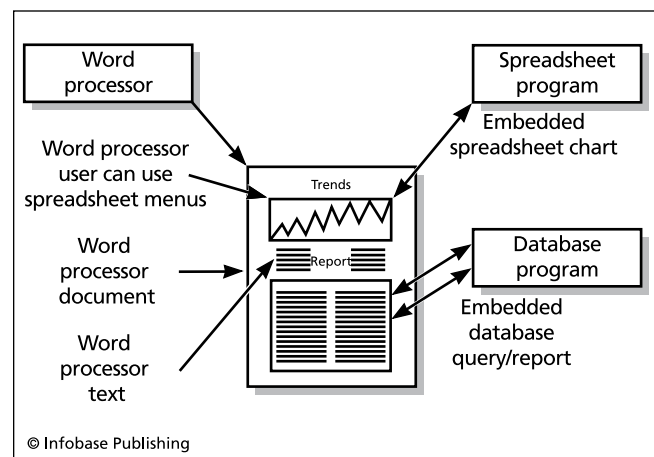 Word
processor
Spreadsheet
program
Embedded
spreadsheet chart
Word processor
user can use
spreadsheet menus
Trends
Report
Word
processor
document
Database
program
Embedded
database
query/report
Word
processor
text
© Infobase Publishing